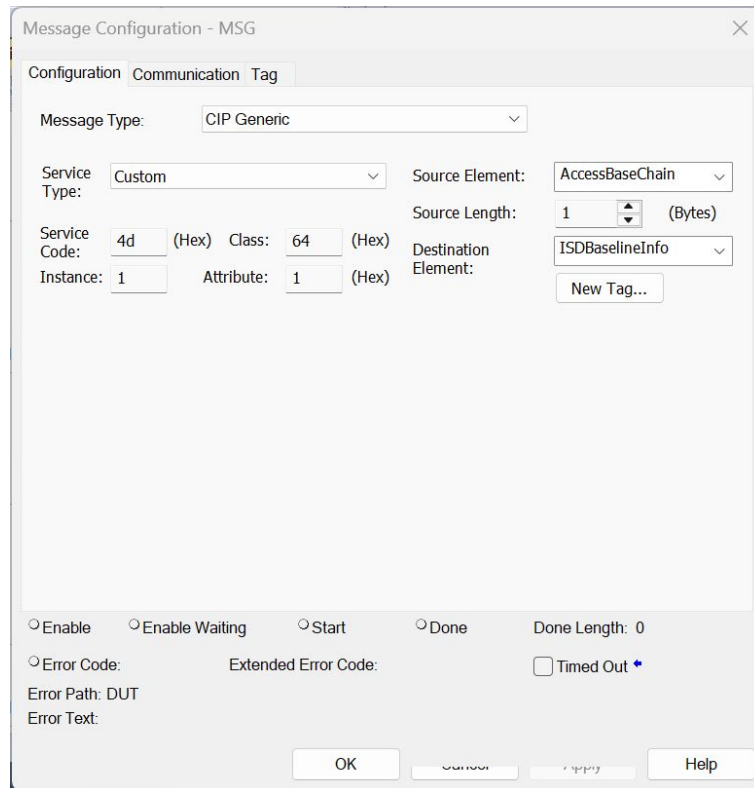 Message Configuration - MSG
Configuration Communication Tag
Message Type: CIP Generic
Service Type: Custom
Source Element: AccessBaseChain
Source Length: 1 (Bytes)
Service Code: 4d (Hex) Class: 64 (Hex)
Destination Element: ISDBaselineInfo
Instance: 1 Attribute: 1 (Hex)
New Tag...
Enable Enable Waiting Start Done Done Length: 0
Error Code: Extended Error Code: Timed Out
Error Path: DUT
Error Text:
OK Cancel Apply Help